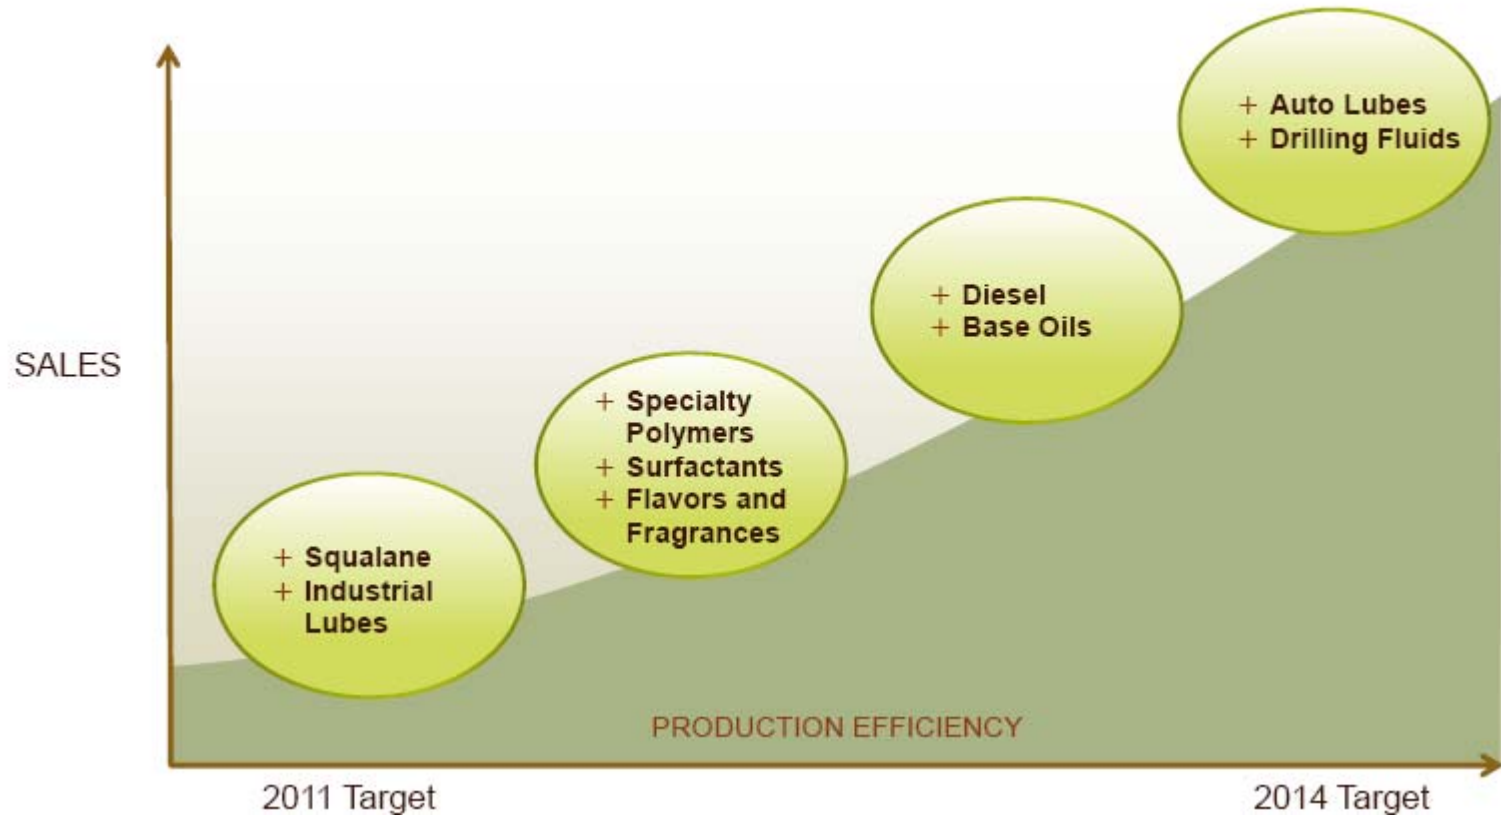 + Auto Lubes
+ Drilling Fluids
+ Diesel
+ Base Oils
SALES
+ Specialty
Polymers
+ Surfactants
+ Flavors and
Fragrances
+ Squalane
+ Industrial
Lubes
PRODUCTION EFFICIENCY
2011 Target
2014 Target